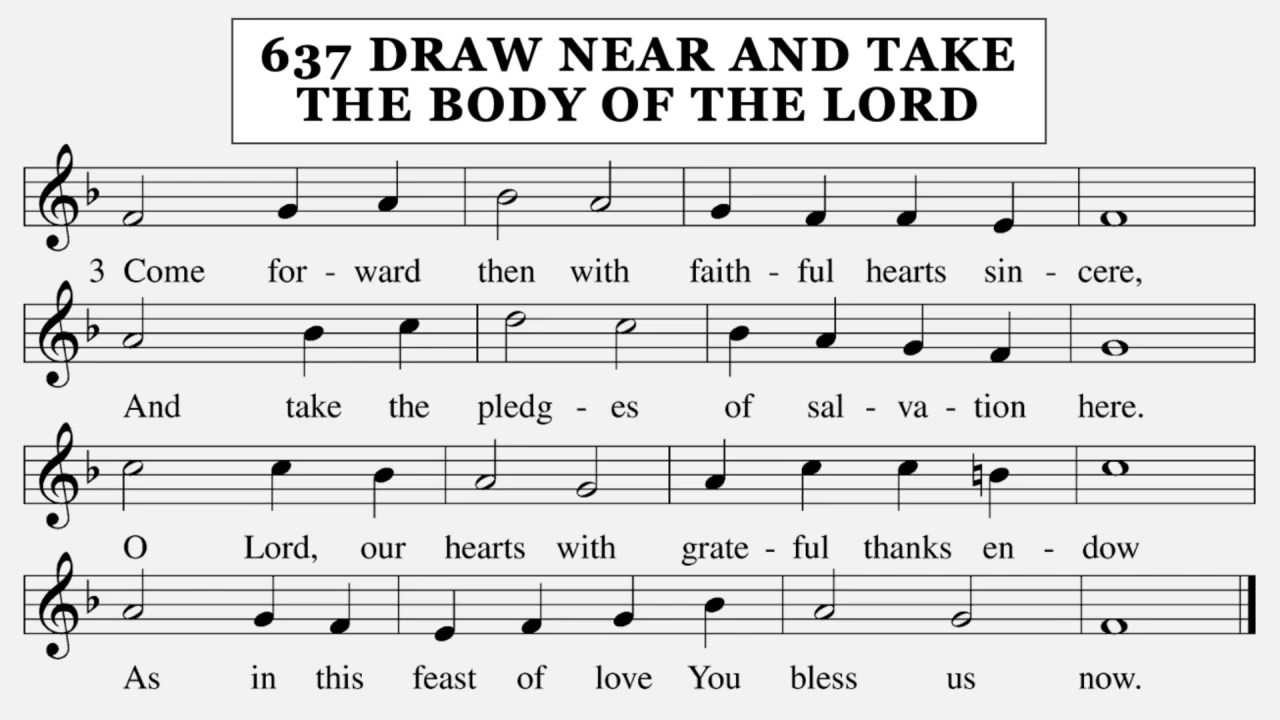 637 DRAW NEAR AND TAKE
THE BODY OF THE LORD
3 Come for - ward then with faith - ful hearts sin - cere,
And take the pledg - es of sal - va - tion here.
O Lord, our hearts with grate - ful thanks en - dow
As in this feast of love You bless us now.